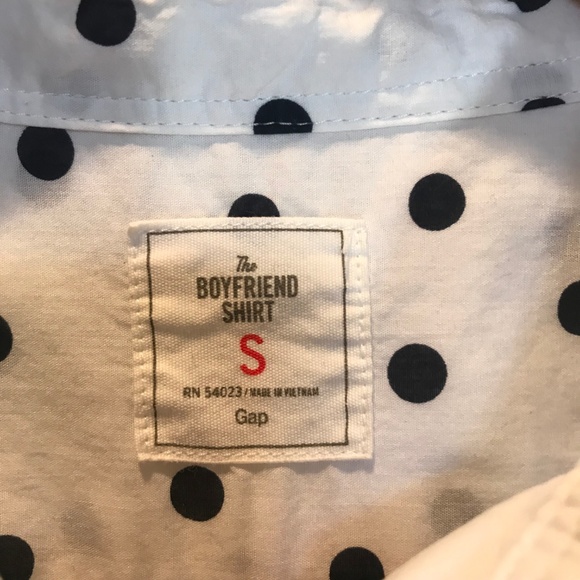 The
BOYFRIEND
SHIRT
S
RN 54023 / MADE IN VIETNAM
Gap